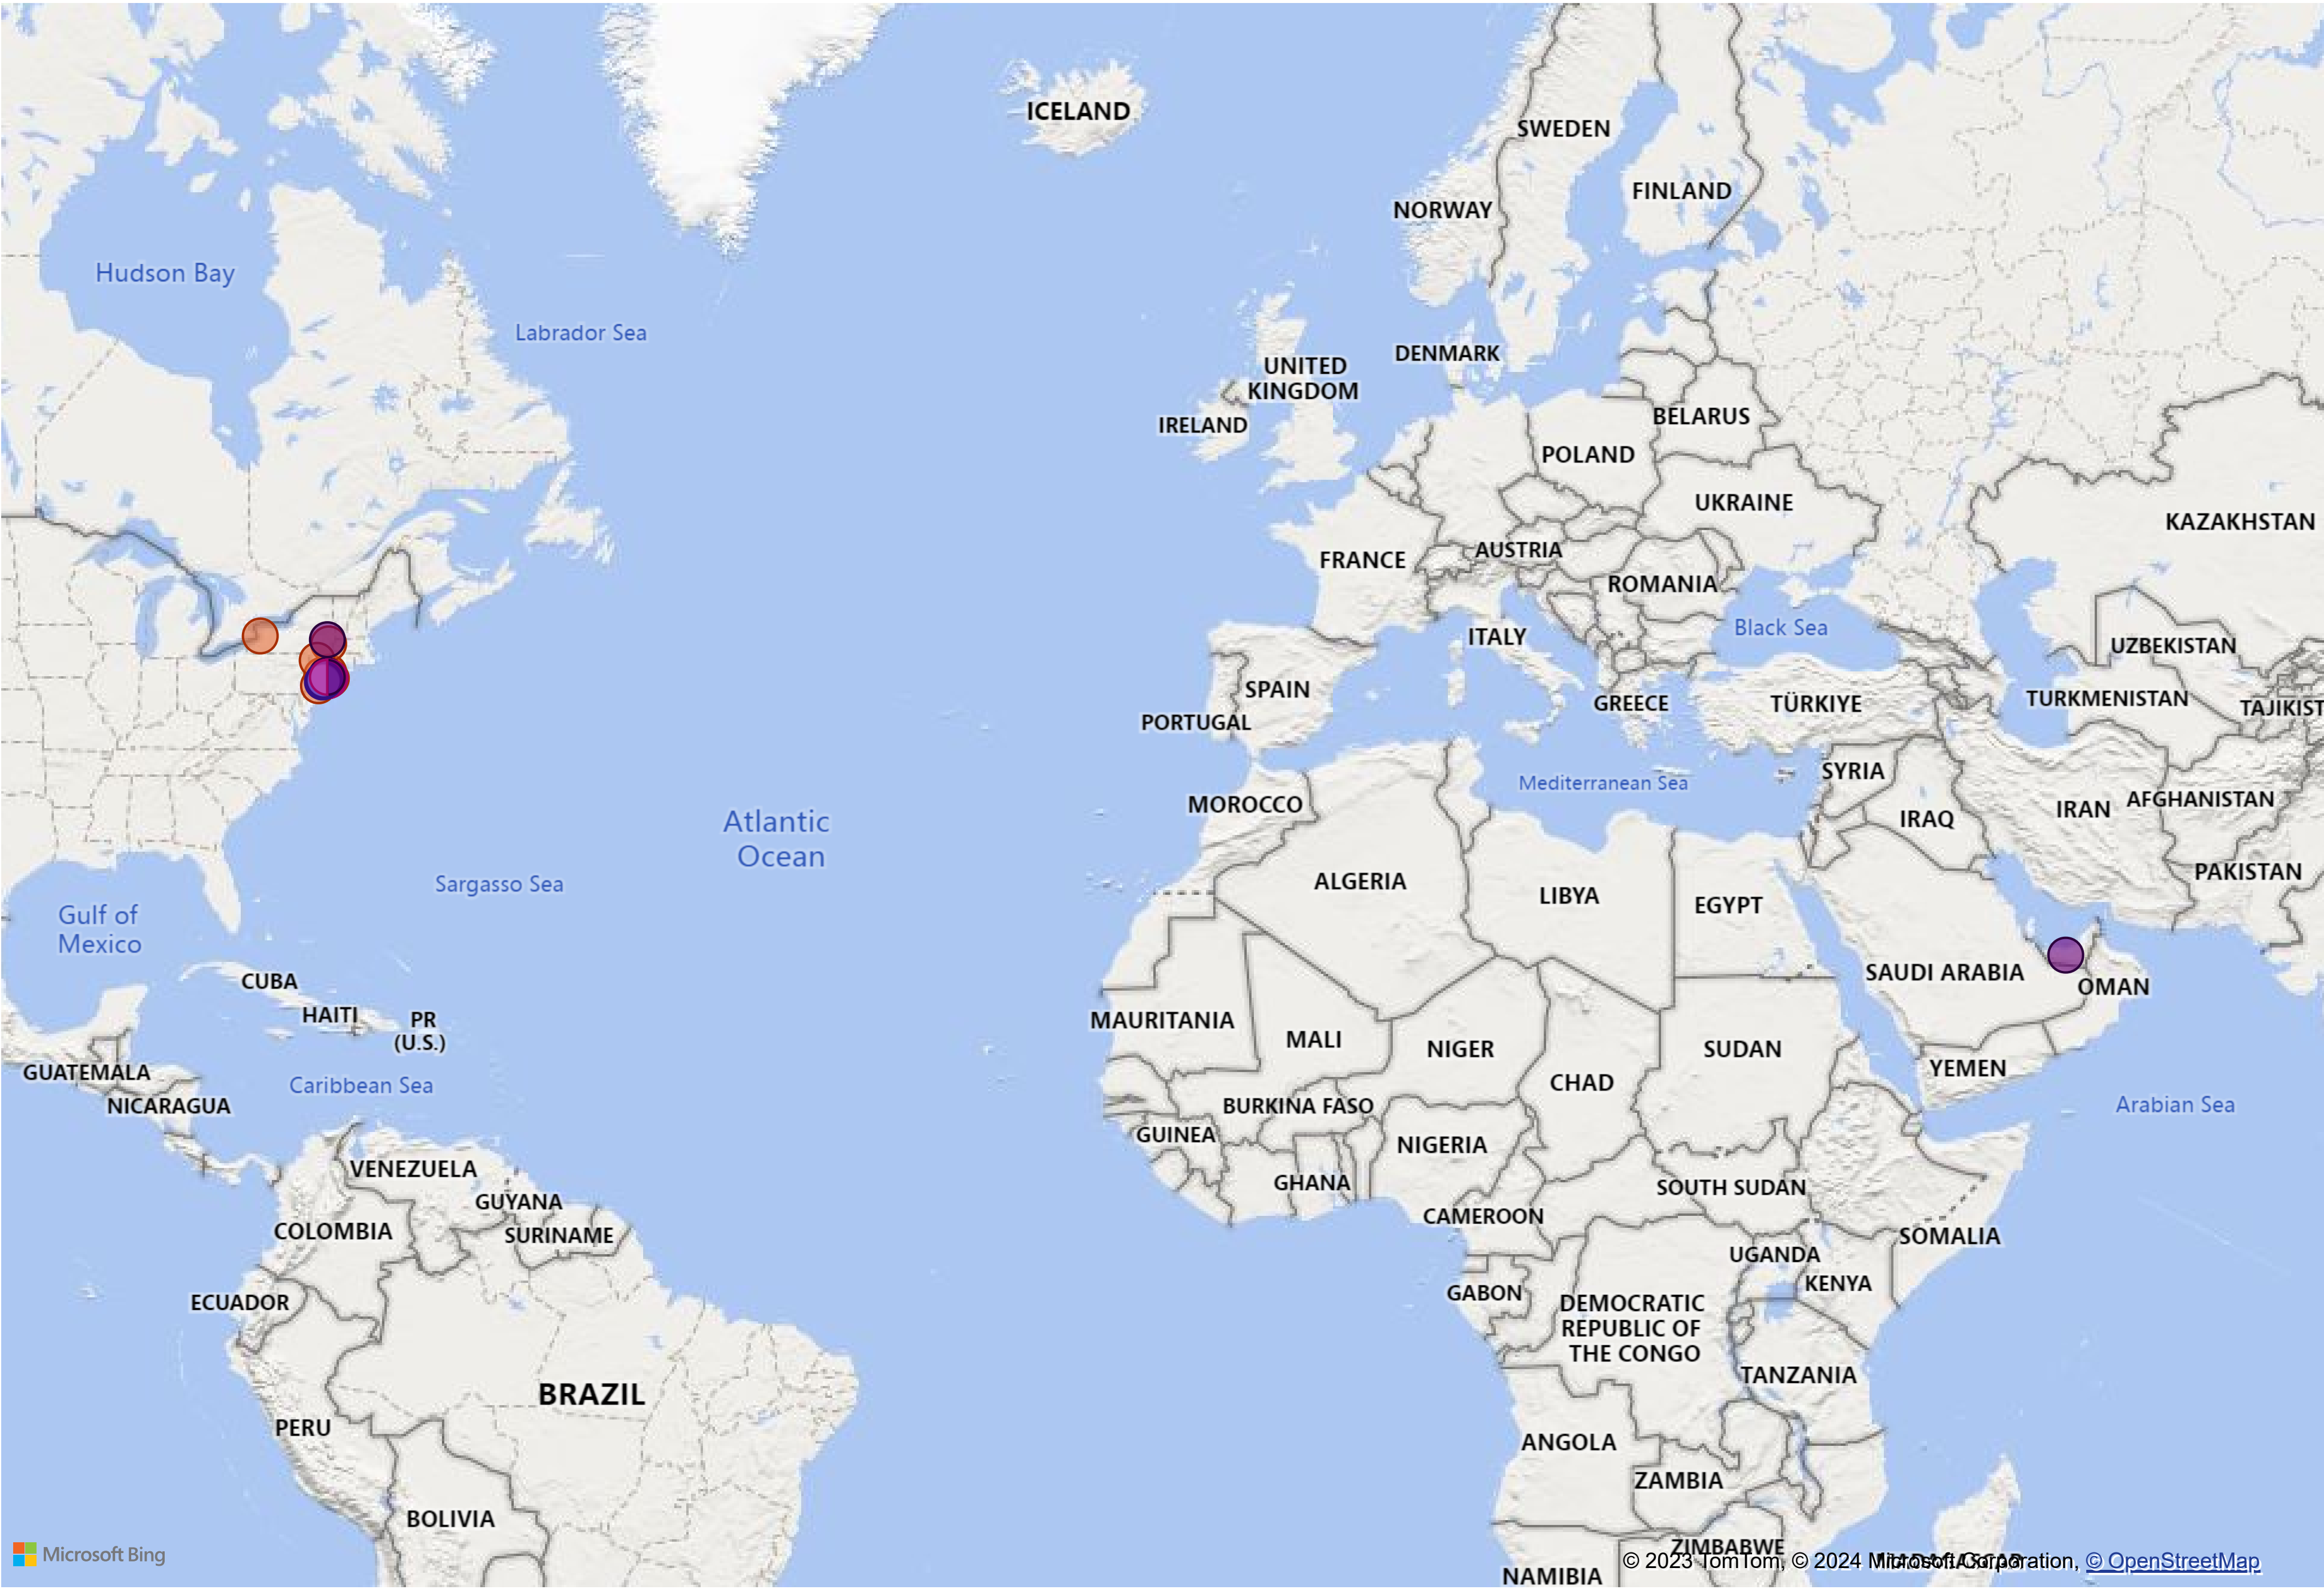 ICELAND
SWEDEN
FINLAND
NORWAY
Hudson Bay
Labrador Sea
DENMARK
UNITED
KINGDOM
IRELAND
BELARUS
POLAND
UKRAINE
KAZAKHSTAN
FRANCE
AUSTRIA
ROMANIA
Black Sea
ITALY
UZBEKISTAN
SPAIN
GREECE
TÜRKIYE
TURKMENISTAN
TAJIKIST
PORTUGAL
SYRIA
Mediterranean Sea
MOROCCO
IRAQ
IRAN
AFGHANISTAN
Atlantic
Ocean
PAKISTAN
ALGERIA
LIBYA
EGYPT
Sargasso Sea
Gulf of
Mexico
SAUDI ARABIA
OMAN
CUBA
HAITI
PR
(U.S.)
MAURITANIA
MALI
NIGER
SUDAN
CHAD
YEMEN
GUATEMALA
Caribbean Sea
NICARAGUA
BURKINA FASO
Arabian Sea
GUINEA
NIGERIA
VENEZUELA
GHANA
SOUTH SUDAN
GUYANA
CAMEROON
COLOMBIA
SURINAME
SOMALIA
UGANDA
KENYA
GABON
ECUADOR
DEMOCRATIC
REPUBLIC OF
THE CONGO
TANZANIA
BRAZIL
PERU
ANGOLA
ZAMBIA
BOLIVIA
ZIMBABWE
Microsoft Bing
© 2023 TomTom, © 2024 Microsoft Corporation, © OpenStreetMap
NAMIBIA